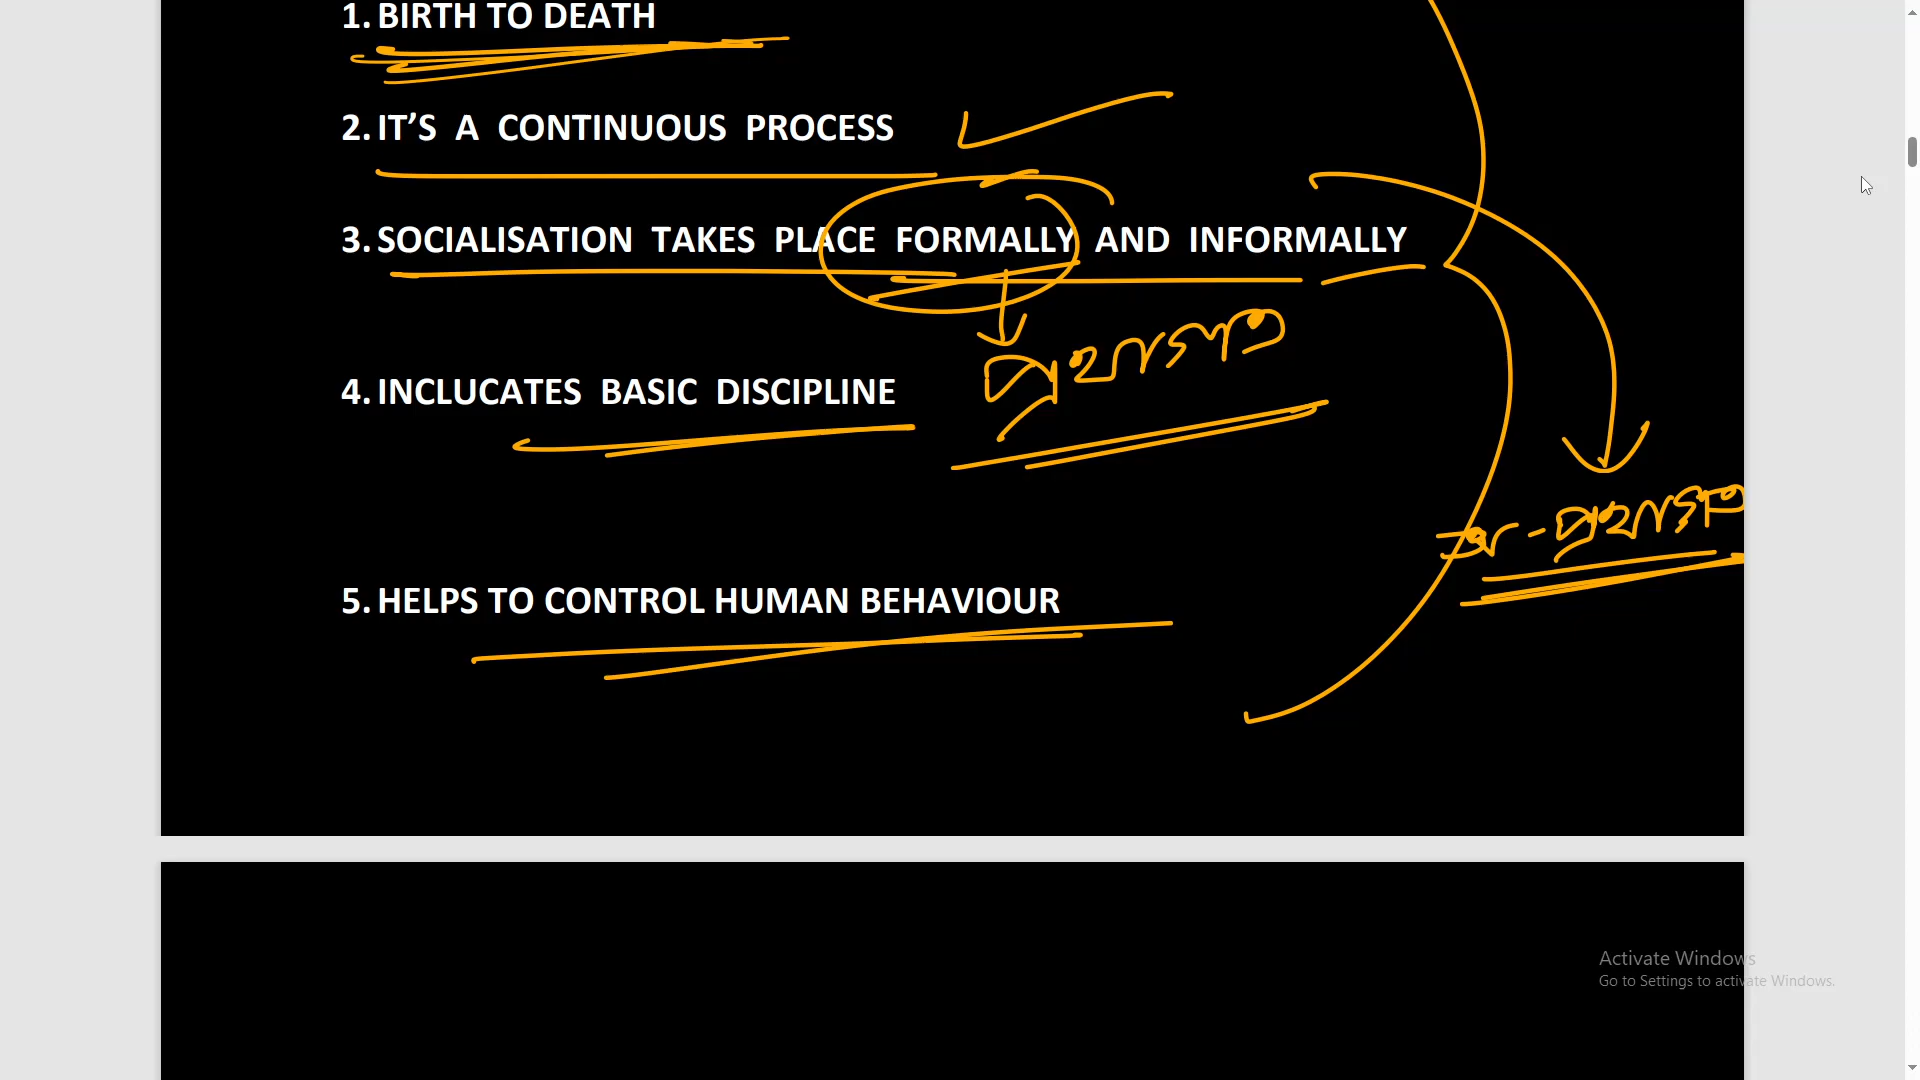 1. BIRTH TO DEATH
2. IT’S A CONTINUOUS PROCESS
3. SOCIALISATION TAKES PLACE FORMALLY AND INFORMALLY
4. INCLUCATES BASIC DISCIPLINE
5. HELPS TO CONTROL HUMAN BEHAVIOUR
Activate Windows
Go to Settings to activate Windows.